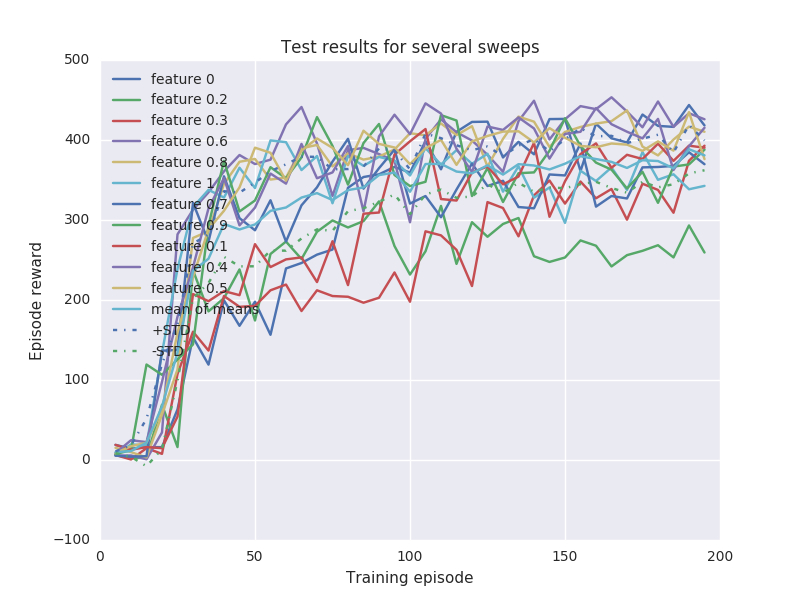 Test results for several sweeps
500
400
300
200
100
0
−100
Episode reward
feature 0
feature 0.2
feature 0.3
feature 0.6
feature 0.8
feature 1
feature 0.7
feature 0.9
feature 0.1
feature 0.4
feature 0.5
mean of means
+STD
-STD
0
50
100
150
200
Training episode